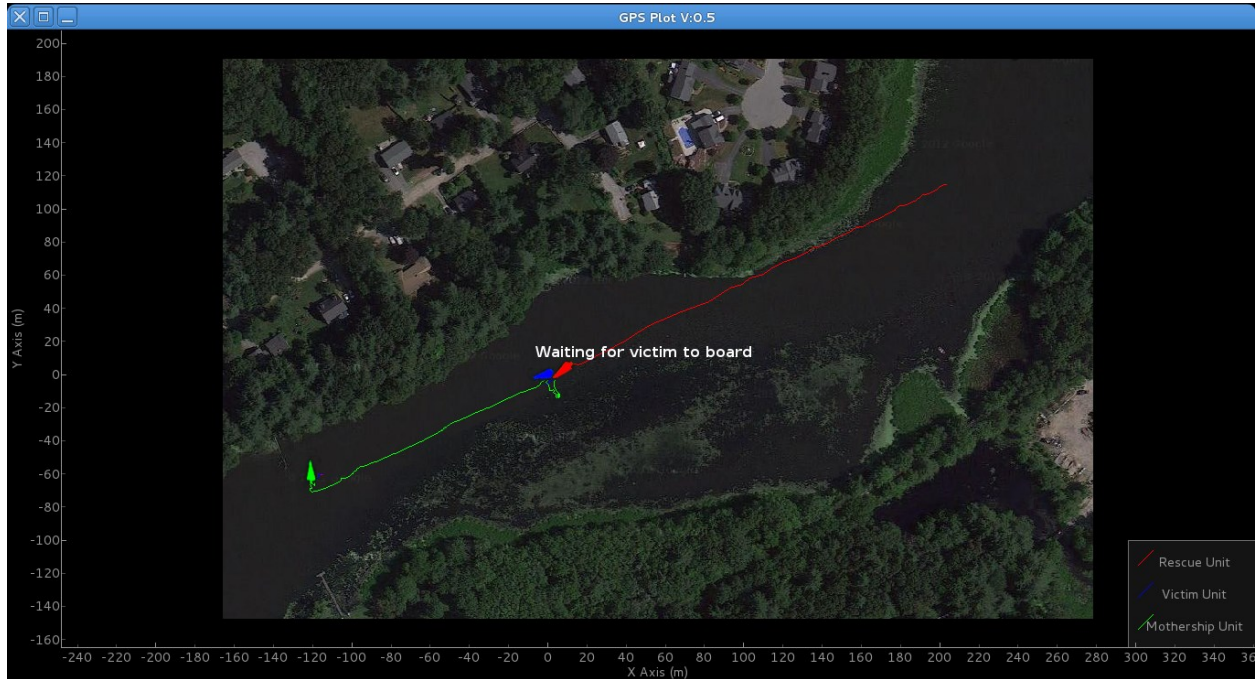 GPS Plot V:0.5
200
180
160
140
120
100
80
60
40
20
0
-20
-40
-60
-80
-100
-120
-140
-160
Y Axis (m)
Waiting for victim to board
Rescue Unit
Victim Unit
Mothership Unit
-240 -220 -200 -180 -160 -140 -120 -100 -80 -60 -40 -20 0 20 40 60 80 100 120 140 160 180 200 220 240 260 280 300 320 340
X Axis (m)